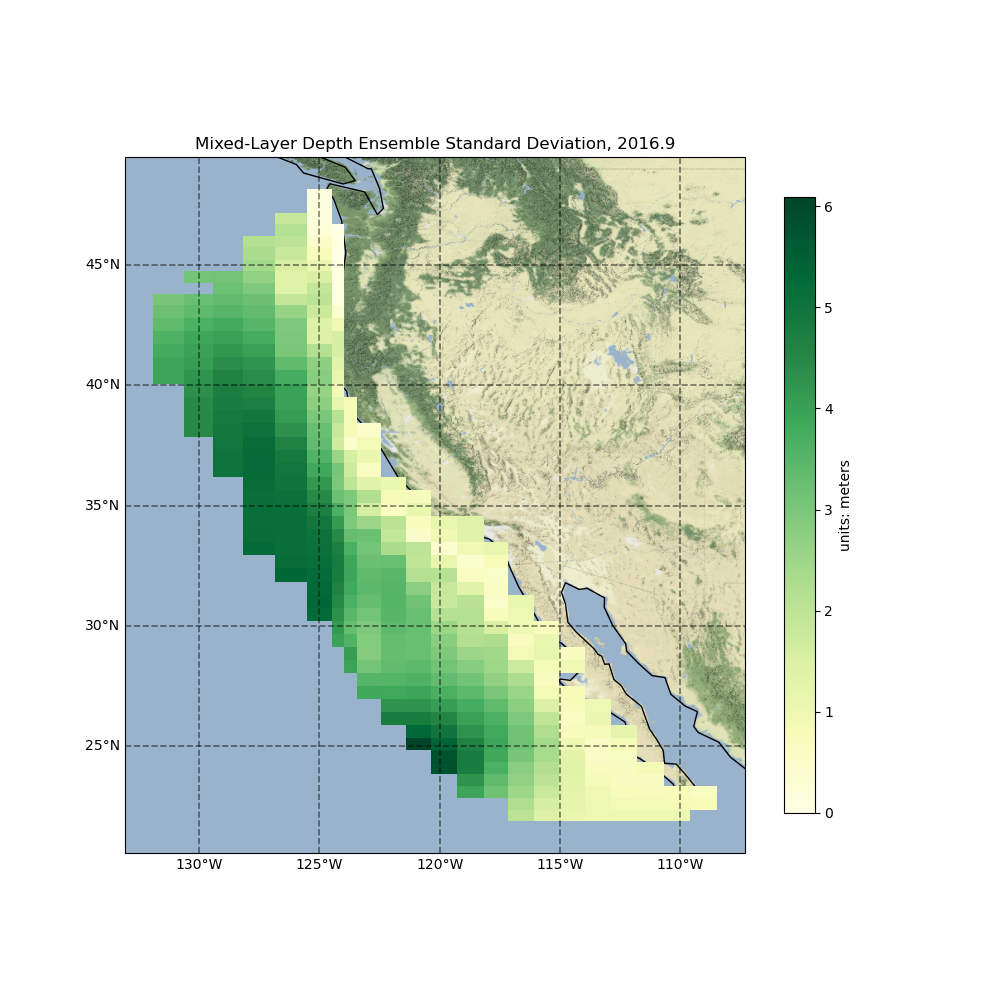 Mixed-Layer Depth Ensemble Standard Deviation, 2016.9
45°N
40°N
35°N
30°N
25°N
130°W 125°W 120°W 115°W 110°W
6
5
4
3
2
1
0
units: meters